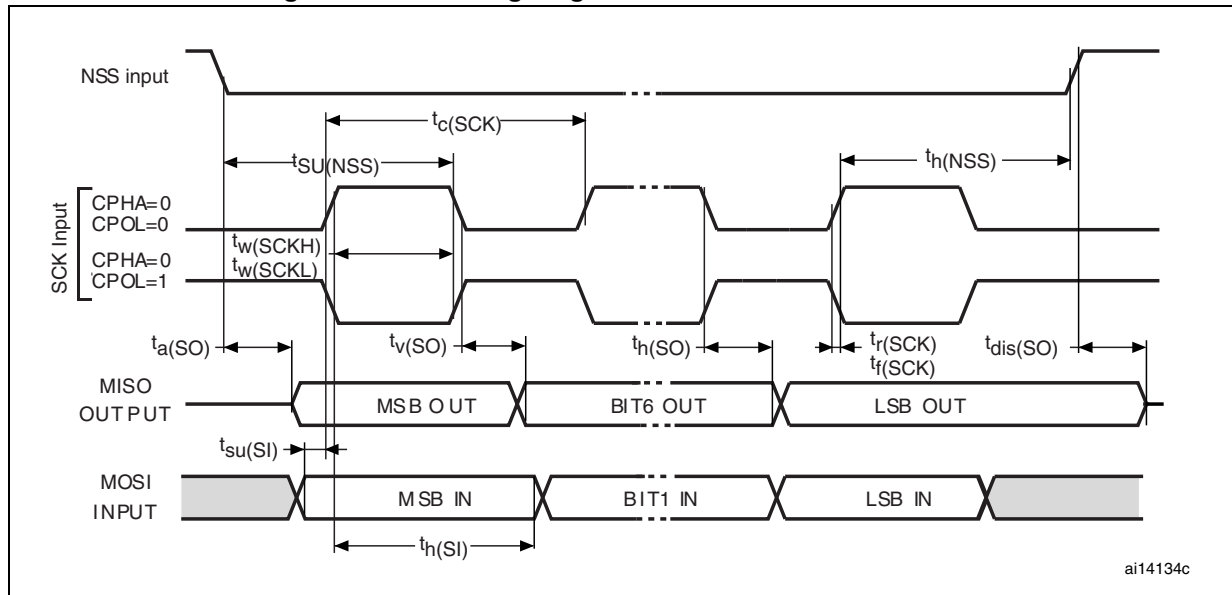 NSS input
tc(SCK)
tSU(NSS)
th(NSS)
SCK Input
CPHA=0
CPOL=0
tw(SCKH)
CPHA=0
tw(SCKL)
CPOL=1
ta(SO)
tv(SO)
th(SO)
tr(SCK)
tf(SCK)
tdis(SO)
MISO
OUTPUT
MSB OUT
BIT6 OUT
LSB OUT
tsu(SI)
MOSI
INPUT
MSB IN
BIT1 IN
LSB IN
th(SI)
ai14134c